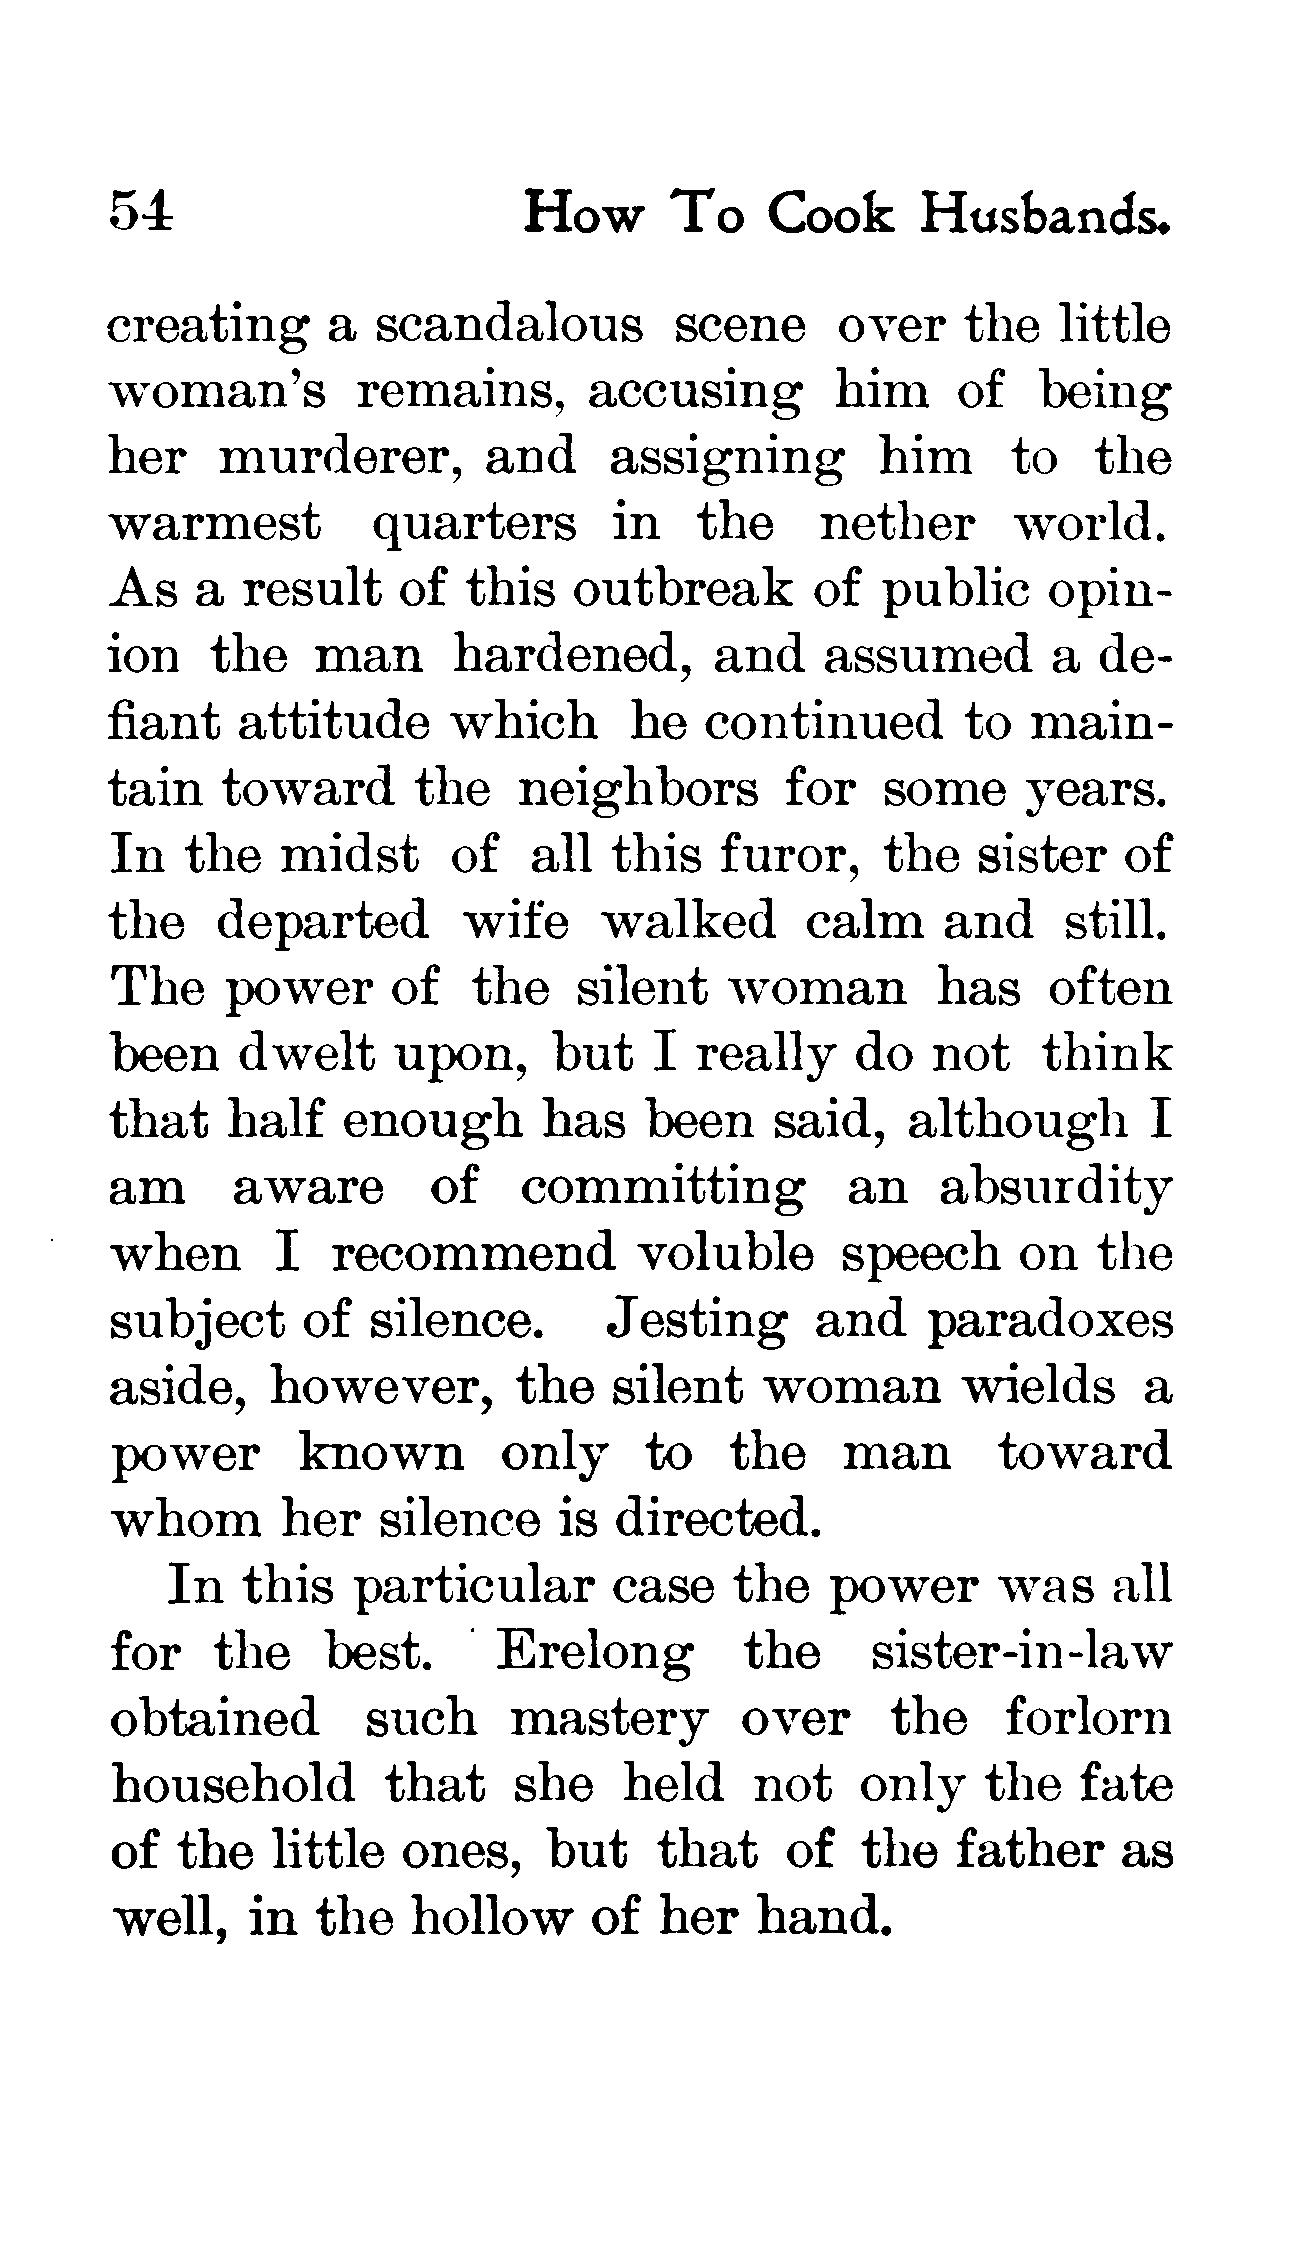 54 How To Cook Husbands.
creating a scandalous scene over the little
woman's remains, accusing him of being
her murderer, and assigning him to the
warmest quarters in the nether world.
As a result of this outbreak of public opin-
ion the man hardened, and assumed a de-
fiant attitude which he continued to main-
tain toward the neighbors for some years.
In the midst of all this furor, the sister of
the departed wife walked calm and still.
The power of the silent woman has often
been dwelt upon, but I really do not think
that half enough has been said, although I
am aware of committing an absurdity
when I recommend voluble speech on the
subject of silence. Jesting and paradoxes
aside, however, the silent woman wields a
power known only to the man toward
whom her silence is directed.
In this particular case the power was all
for the best. Erelong the sister-in-law
obtained such mastery over the forlorn
household that she held not only the fate
of the little ones, but that of the father as
well, in the hollow of her hand.